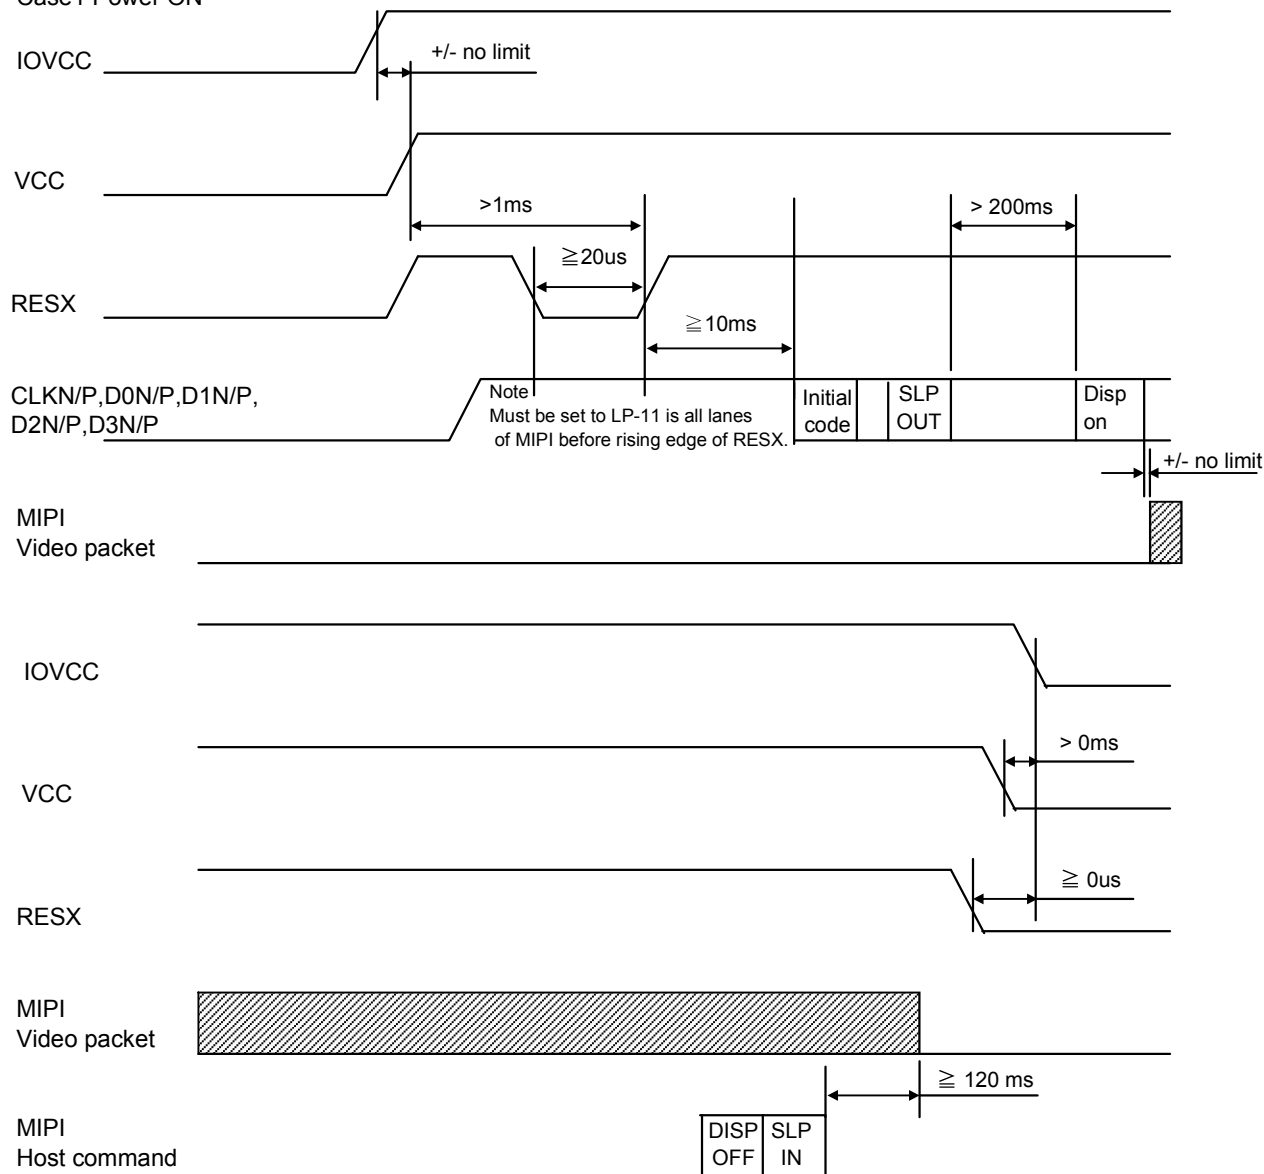 Case I Power ON
IOVCC
+/- no limit
VCC
>1ms
> 200ms
≧20us
RESX
≧10ms
CLKN/P,D0N/P,D1N/P,
D2N/P,D3N/P
Note
Must be set to LP-11 is all lanes
of MIPI before rising edge of RESX.
Initial
code
SLP
OUT
Disp
on
+/- no limit
MIPI
Video packet
IOVCC
> 0ms
VCC
≧ 0us
RESX
MIPI
Video packet
≧ 120 ms
MIPI
Host command
DISP
OFF
SLP
IN